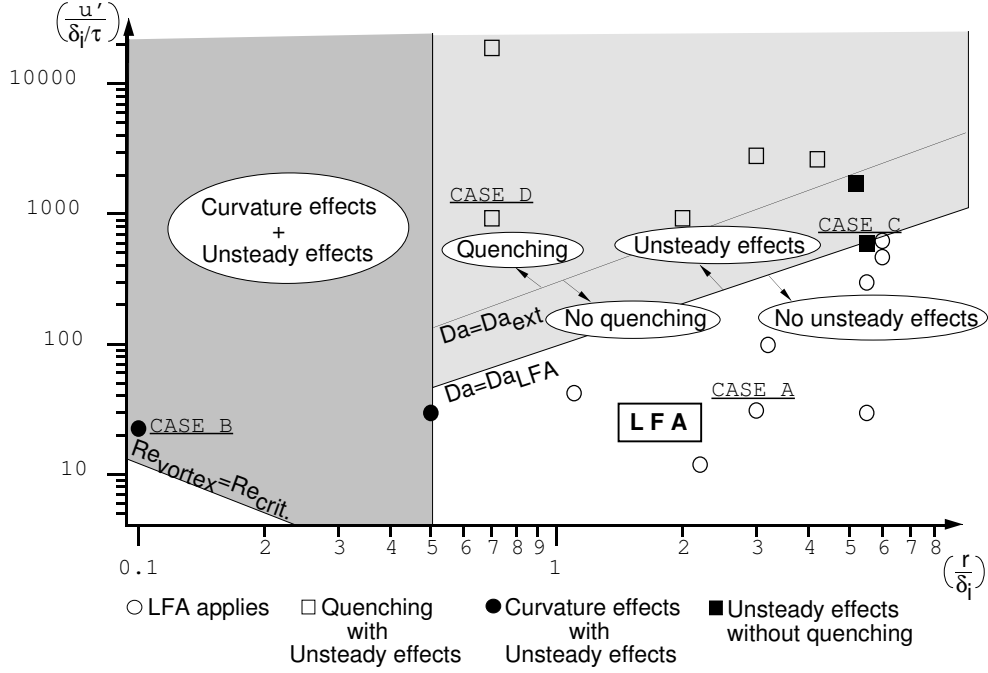 (u' / δi/τ)
10000
1000
100
10
Curvature effects
+
Unsteady effects
CASE D
Quenching
Unsteady effects
CASE C
No quenching
No unsteady effects
Da=Daext
Da=DaLFA
CASE A
LFA
CASE B
Revortex=Recrit.
2 3 4 5 6 7 8 9 2 3 4 5 6 7 8
0.1 1
(r / δi)
LFA applies
Quenching
with
Unsteady effects
Curvature effects
with
Unsteady effects
Unsteady effects
without quenching